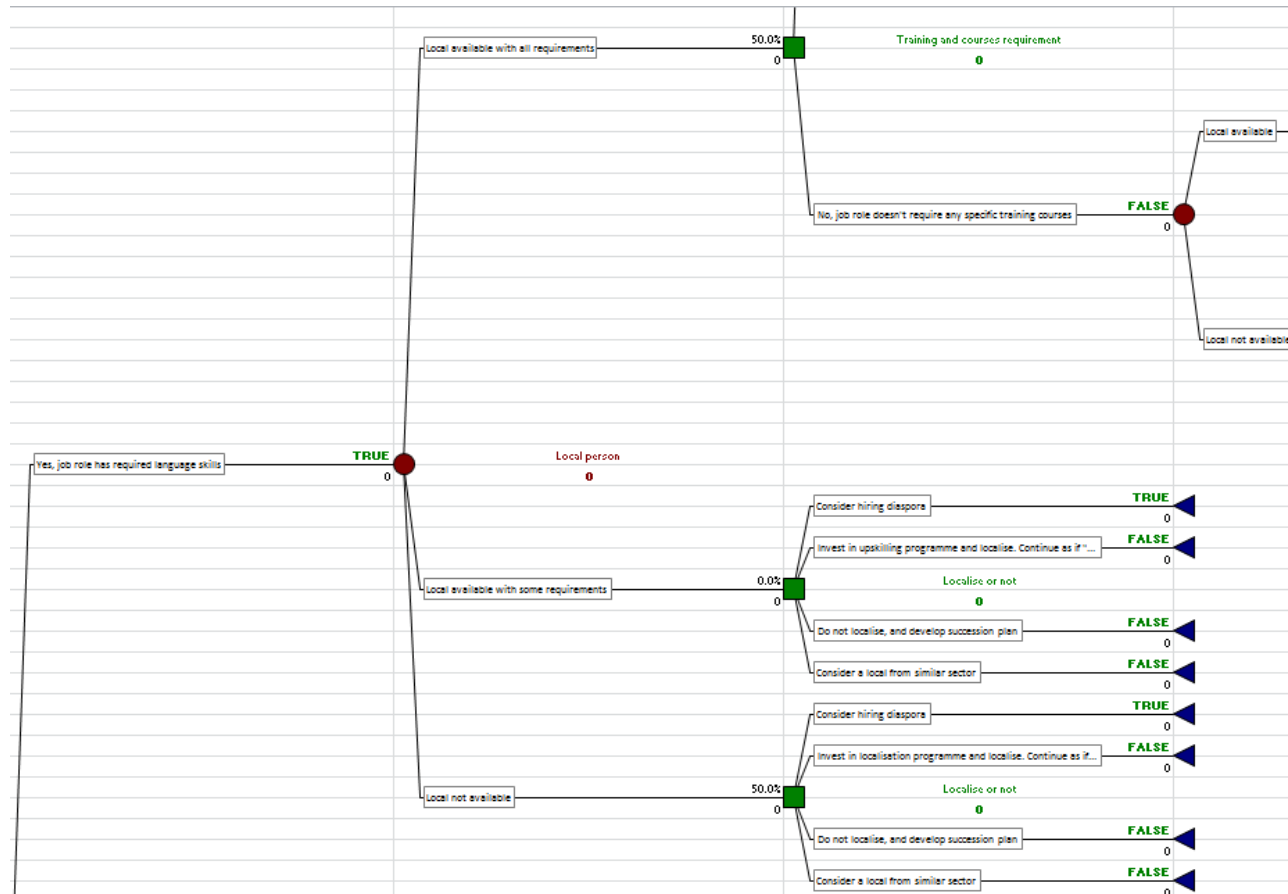 50.0%
Training and courses requirement
Local available with all requirements
0
0
Local available
FALSE
No, job role doesn't require any specific training courses
0
Local not available
TRUE
Local person
Yes, job role has required language skills
0
0
TRUE
Consider hiring diaspora
0
FALSE
Invest in upskilling programme and localise. Continue as if "...
0
0.0%
Localise or not
Local available with some requirements
0
0
FALSE
Do not localise, and develop succession plan
0
FALSE
Consider a local from similar sector
0
TRUE
Consider hiring diaspora
0
FALSE
Invest in localisation programme and localise. Continue as if...
0
50.0%
Localise or not
Local not available
0
0
FALSE
Do not localise, and develop succession plan
0
FALSE
Consider a local from similar sector
0